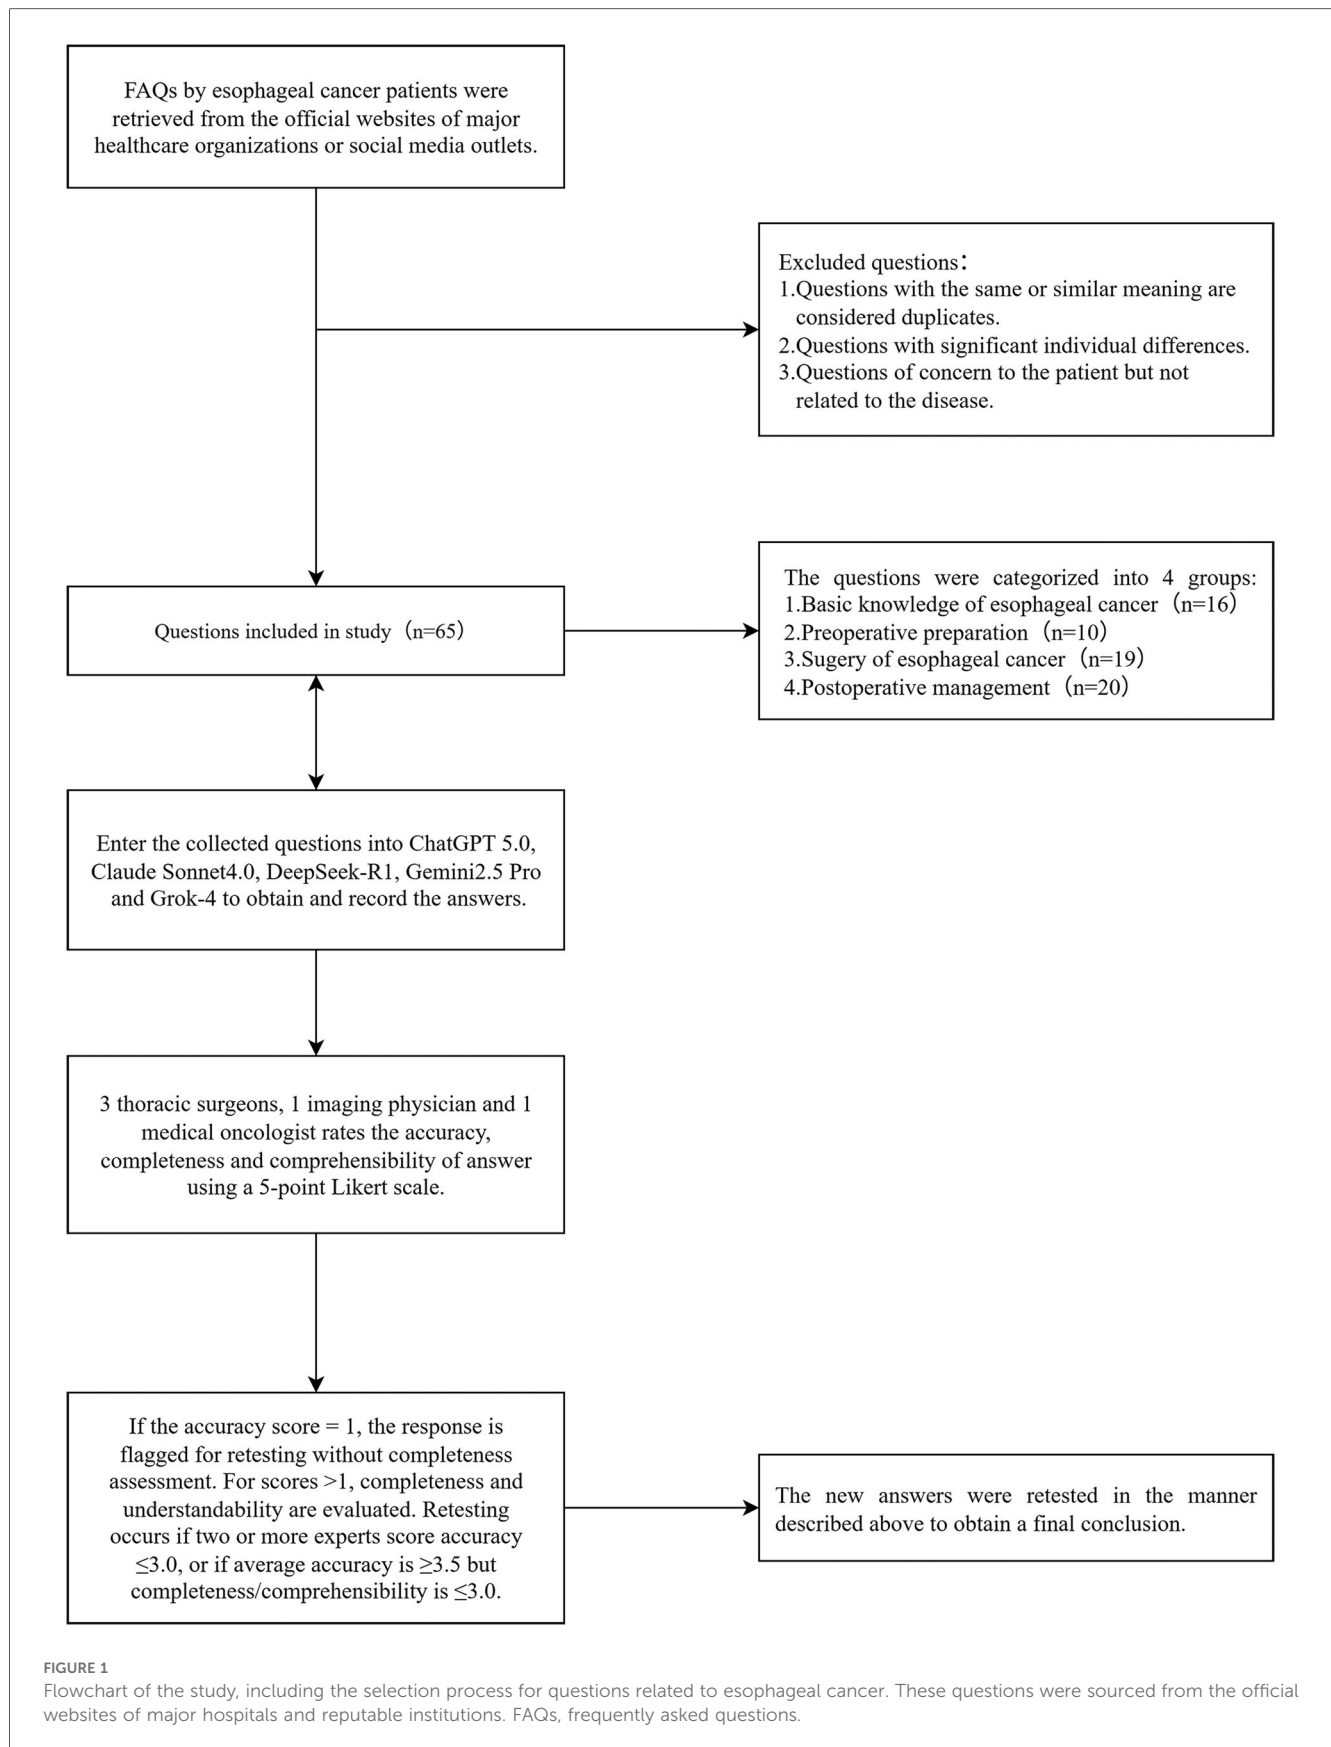 FAQs by esophageal cancer patients were
retrieved from the official websites of major
healthcare organizations or social media outlets.
Excluded questions:
1.Questions with the same or similar meaning are
considered duplicates.
2.Questions with significant individual differences.
3.Questions of concern to the patient but not
related to the disease.
Questions included in study（n=65）
The questions were categorized into 4 groups:
1.Basic knowledge of esophageal cancer（n=16）
2.Preoperative preparation（n=10）
3.Sugery of esophageal cancer（n=19）
4.Postoperative management（n=20）
Enter the collected questions into ChatGPT 5.0,
Claude Sonnet4.0, DeepSeek-R1, Gemini2.5 Pro
and Grok-4 to obtain and record the answers.
3 thoracic surgeons, 1 imaging physician and 1
medical oncologist rates the accuracy,
completeness and comprehensibility of answer
using a 5-point Likert scale.
If the accuracy score = 1, the response is
flagged for retesting without completeness
assessment. For scores >1, completeness and
understandability are evaluated. Retesting
occurs if two or more experts score accuracy
≤3.0, or if average accuracy is ≥3.5 but
completeness/comprehensibility is ≤3.0.
The new answers were retested in the manner
described above to obtain a final conclusion.
FIGURE 1
Flowchart of the study, including the selection process for questions related to esophageal cancer. These questions were sourced from the official
websites of major hospitals and reputable institutions. FAQs, frequently asked questions.